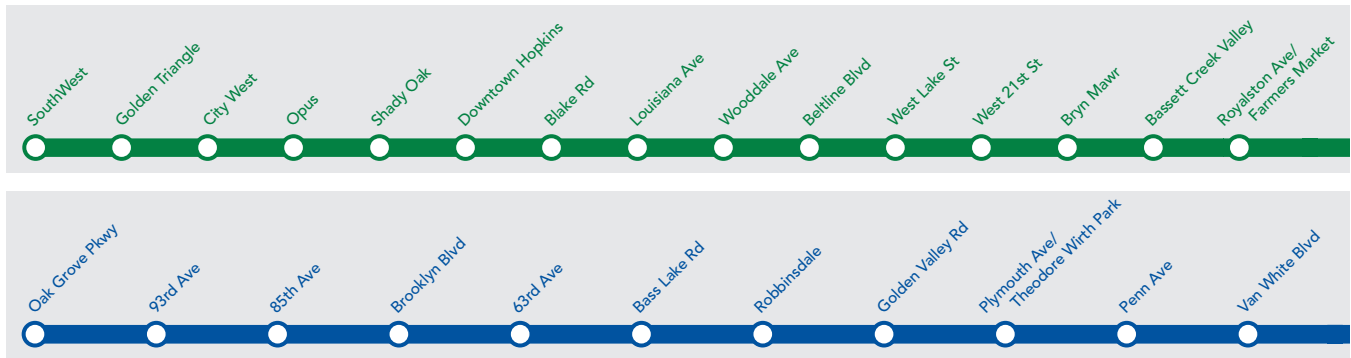 SouthWest
Golden Triangle
City West
Opus
Shady Oak
Downtown Hopkins
Blake Rd
Louisiana Ave
Wooddale Ave
Beltline Blvd
West Lake St
West 21st St
Bryn Mawr
Bassett Creek Valley
Royalston Ave/
Farmers Market
Oak Grove Pkwy
93rd Ave
85th Ave
Brooklyn Blvd
63rd Ave
Bass Lake Rd
Robbinsdale
Golden Valley Rd
Plymouth Ave/
Theodore Wirth Park
Penn Ave
Van White Blvd